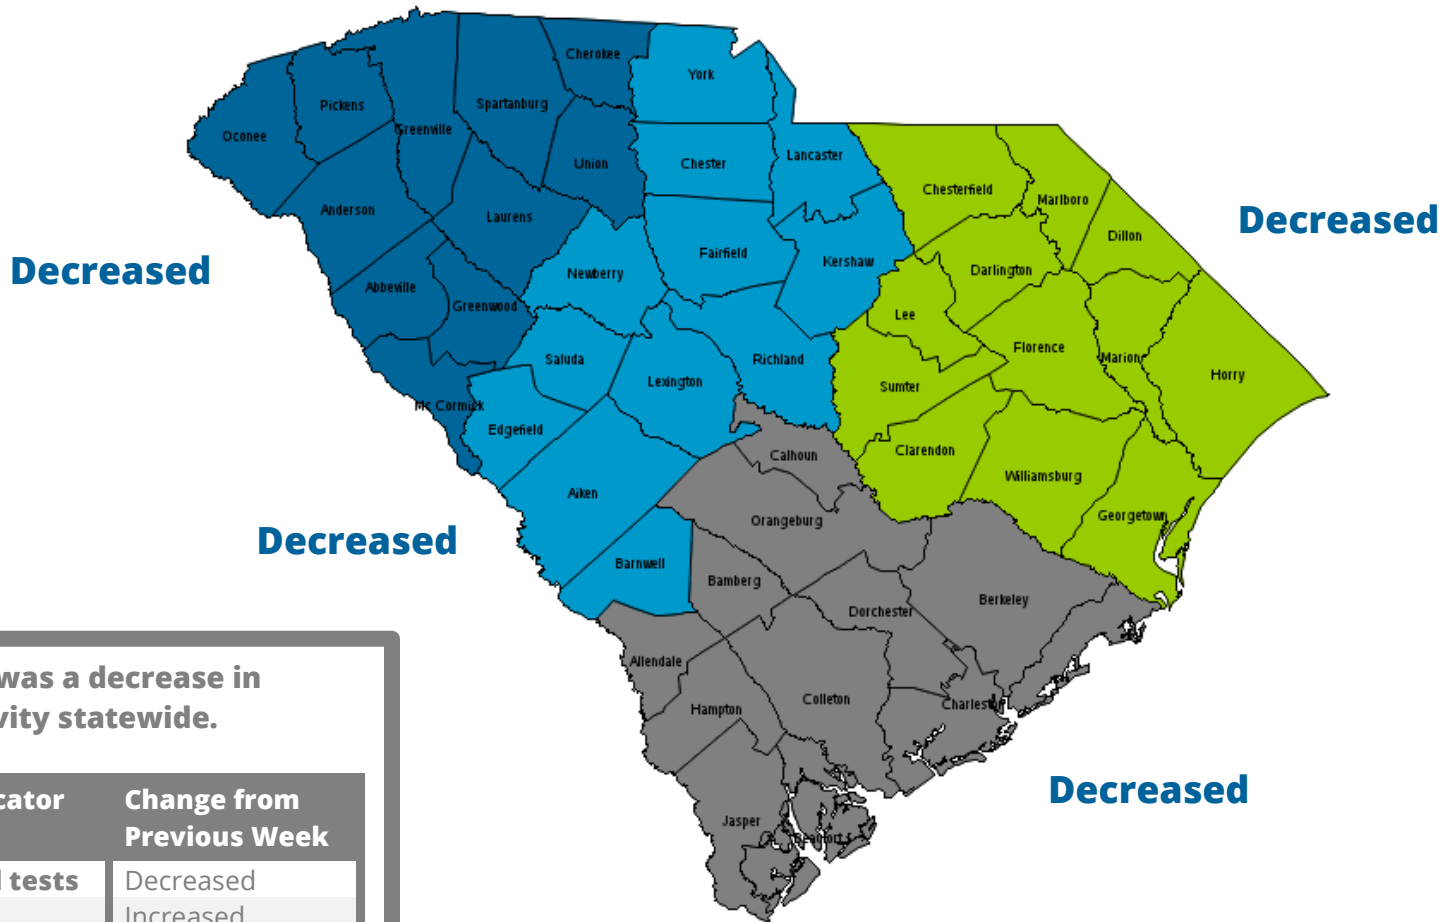 Cherokee
York
Pickens
Spartanburg
Greenville
Oconee
Union
Chester
Lancaster
Chesterfield
Marlboro
Anderson
Laurens
Decreased
Dillon
Fairfield
Kershaw
Newberry
Darlington
Decreased
Abbeville
Greenwood
Lee
Florence
Marion
Saluda
Richland
Horry
Lexington
Sumter
Mc Cormick
Edgefield
Clarendon
Calhoun
Williamsburg
Aiken
Orangeburg
Georgetown
Decreased
Barnwell
Bamberg
Berkeley
Dorchester
Allendale
was a decrease in
vity statewide.
Colleton
Charleston
Hampton
Decreased
cator
Change from
Previous Week
Jasper
Beaufort
l tests
Decreased
Increased